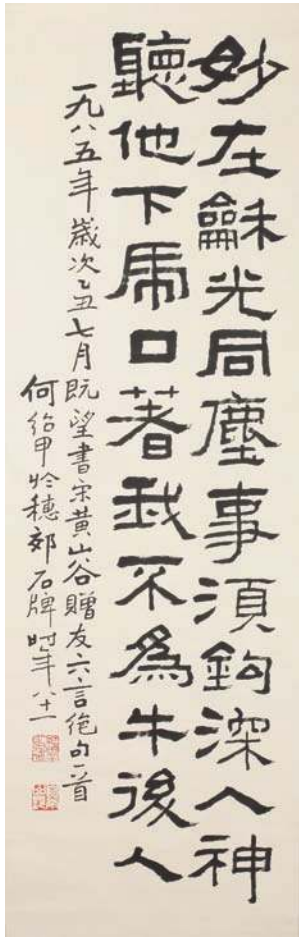 妙在龢光同塵事須鈎深入神
聽他下虎口著我不為牛後人
一九八五年歲次乙丑七月既望書宋黃山谷贈友六言絕句一首
何紹甲於穗郊石牌時年八十一